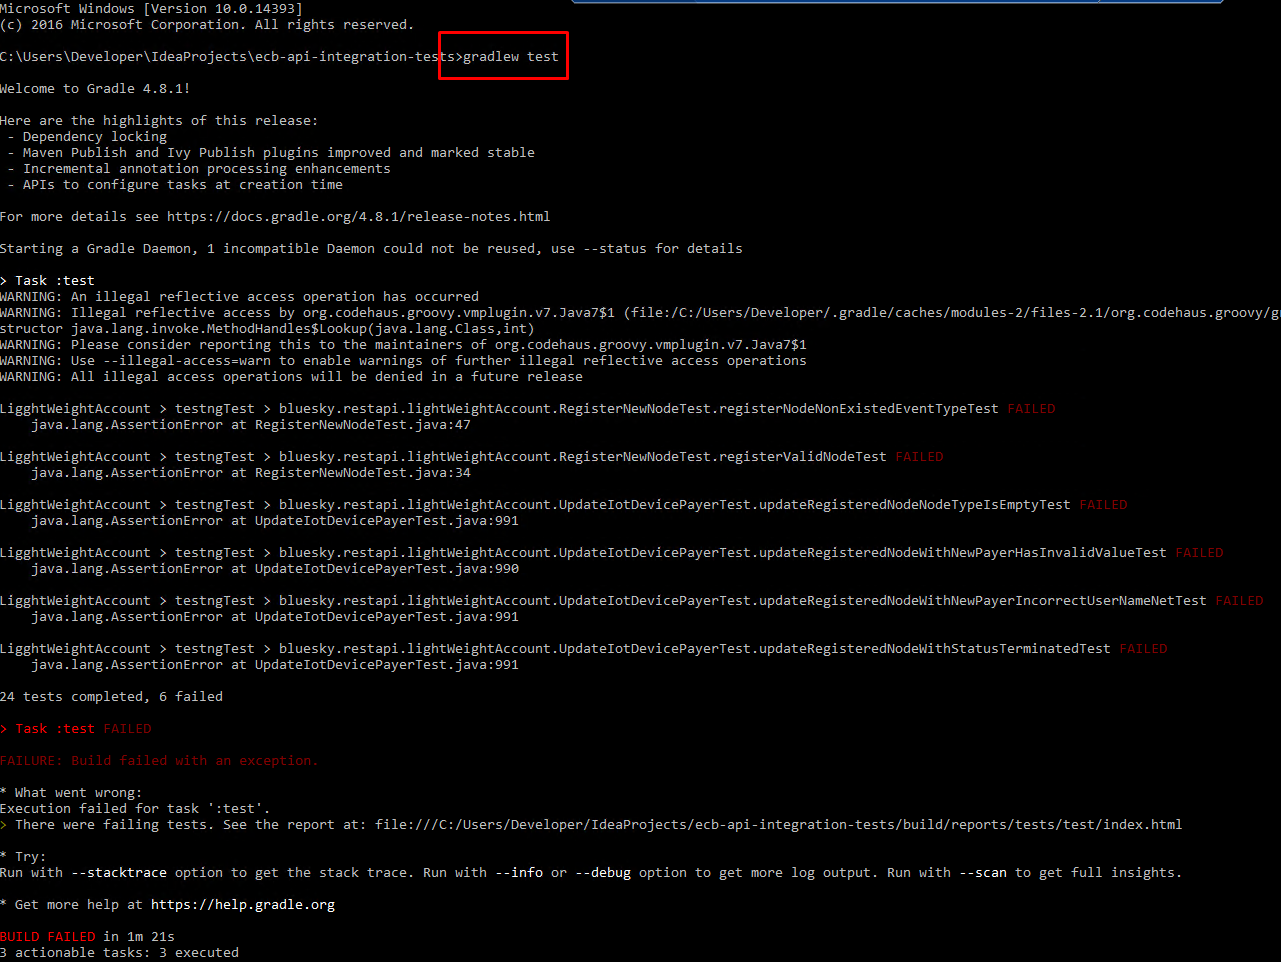 Microsoft Windows [Version 10.0.14393]
(c) 2016 Microsoft Corporation. All rights reserved.
C:\Users\Developer\IdeaProjects\ecb-api-integration-tests>gradlew test
Welcome to Gradle 4.8.1!
Here are the highlights of this release:
- Dependency locking
- Maven Publish and Ivy Publish plugins improved and marked stable
- Incremental annotation processing enhancements
- APIs to configure tasks at creation time
For more details see https://docs.gradle.org/4.8.1/release-notes.html
Starting a Gradle Daemon, 1 incompatible Daemon could not be reused, use --status for details
> Task :test
WARNING: An illegal reflective access operation has occurred
WARNING: Illegal reflective access by org.codehaus.groovy.vmplugin.v7.Java7$1 (file:/C:/Users/Developer/.gradle/caches/modules-2/files-2.1/org.codehaus.groovy/g
structor java.lang.invoke.MethodHandles$Lookup(java.lang.Class,int)
WARNING: Please consider reporting this to the maintainers of org.codehaus.groovy.vmplugin.v7.Java7$1
WARNING: Use --illegal-access=warn to enable warnings of further illegal reflective access operations
WARNING: All illegal access operations will be denied in a future release
LigghtWeightAccount > testngTest > bluesky.restapi.lightWeightAccount.RegisterNewNodeTest.registerNodeNonExistedEventTypeTest FAILED
java.lang.AssertionError at RegisterNewNodeTest.java:47
LigghtWeightAccount > testngTest > bluesky.restapi.lightWeightAccount.RegisterNewNodeTest.registerValidNodeTest FAILED
java.lang.AssertionError at RegisterNewNodeTest.java:34
LigghtWeightAccount > testngTest > bluesky.restapi.lightWeightAccount.UpdateIotDevicePayerTest.updateRegisteredNodeNodeTypeIsEmptyTest FAILED
java.lang.AssertionError at UpdateIotDevicePayerTest.java:991
LigghtWeightAccount > testngTest > bluesky.restapi.lightWeightAccount.UpdateIotDevicePayerTest.updateRegisteredNodeWithNewPayerHasInvalidValueTest FAILED
java.lang.AssertionError at UpdateIotDevicePayerTest.java:990
LigghtWeightAccount > testngTest > bluesky.restapi.lightWeightAccount.UpdateIotDevicePayerTest.updateRegisteredNodeWithNewPayerIncorrectUserNameNetTest FAILED
java.lang.AssertionError at UpdateIotDevicePayerTest.java:991
LigghtWeightAccount > testngTest > bluesky.restapi.lightWeightAccount.UpdateIotDevicePayerTest.updateRegisteredNodeWithStatusTerminatedTest FAILED
java.lang.AssertionError at UpdateIotDevicePayerTest.java:991
24 tests completed, 6 failed
> Task :test FAILED
FAILURE: Build failed with an exception.
* What went wrong:
Execution failed for task ':test'.
> There were failing tests. See the report at: file:///C:/Users/Developer/IdeaProjects/ecb-api-integration-tests/build/reports/tests/test/index.html
* Try:
Run with --stacktrace option to get the stack trace. Run with --info or --debug option to get more log output. Run with --scan to get full insights.
* Get more help at https://help.gradle.org
BUILD FAILED in 1m 21s
3 actionable tasks: 3 executed